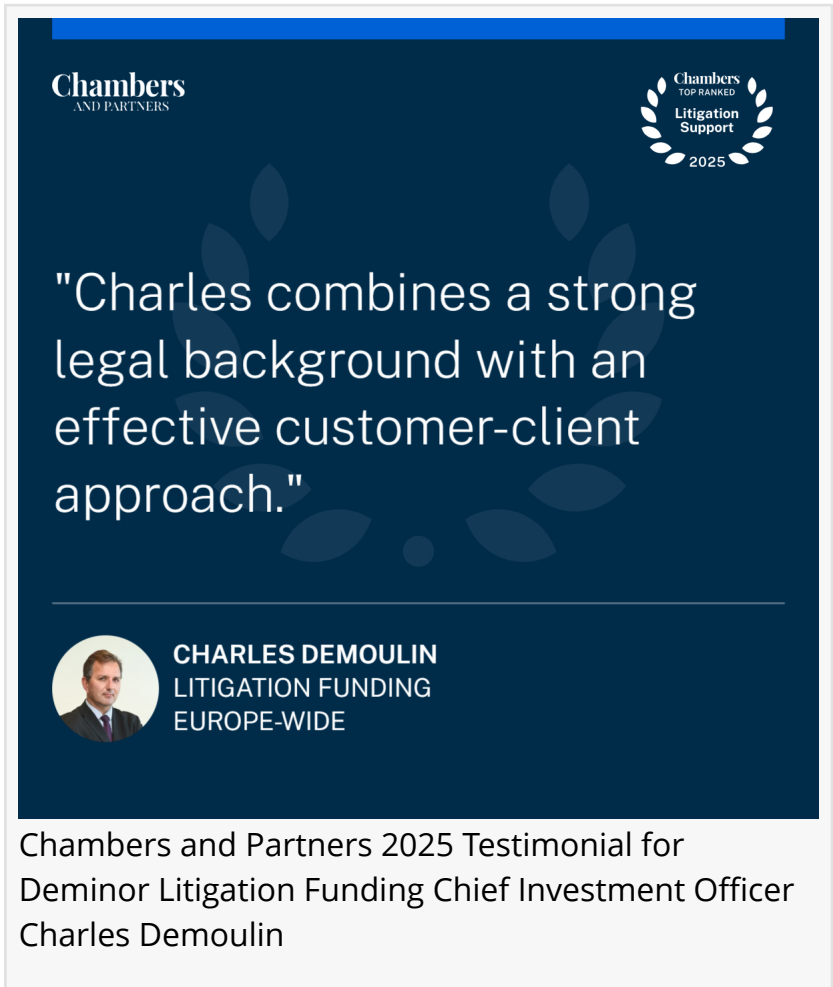 Chambers
AND PARTNERS
Chambers
TOP RANKED
Litigation
Support
2025
"Charles combines a strong
legal background with an
effective customer-client
approach."
CHARLES DEMOULIN
LITIGATION FUNDING
EUROPE-WIDE
Chambers and Partners 2025 Testimonial for
Deminor Litigation Funding Chief Investment Officer
Charles Demoulin